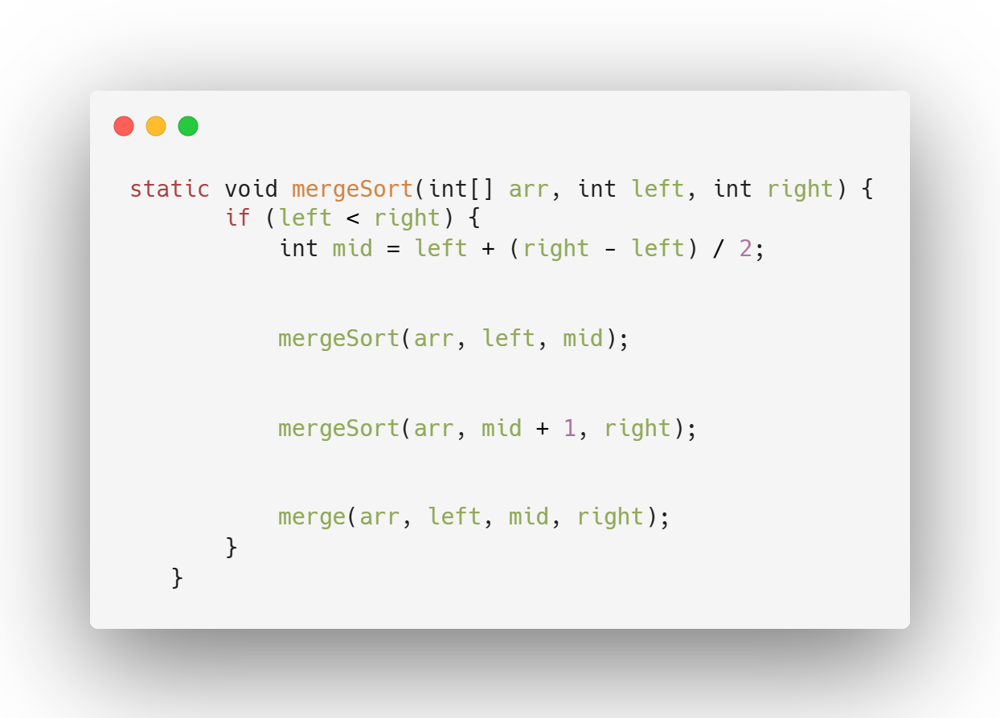 static void mergeSort(int[] arr, int left, int right) {
if (left < right) {
int mid = left + (right - left) / 2;
mergeSort(arr, left, mid);
mergeSort(arr, mid + 1, right);
merge(arr, left, mid, right);
}
}